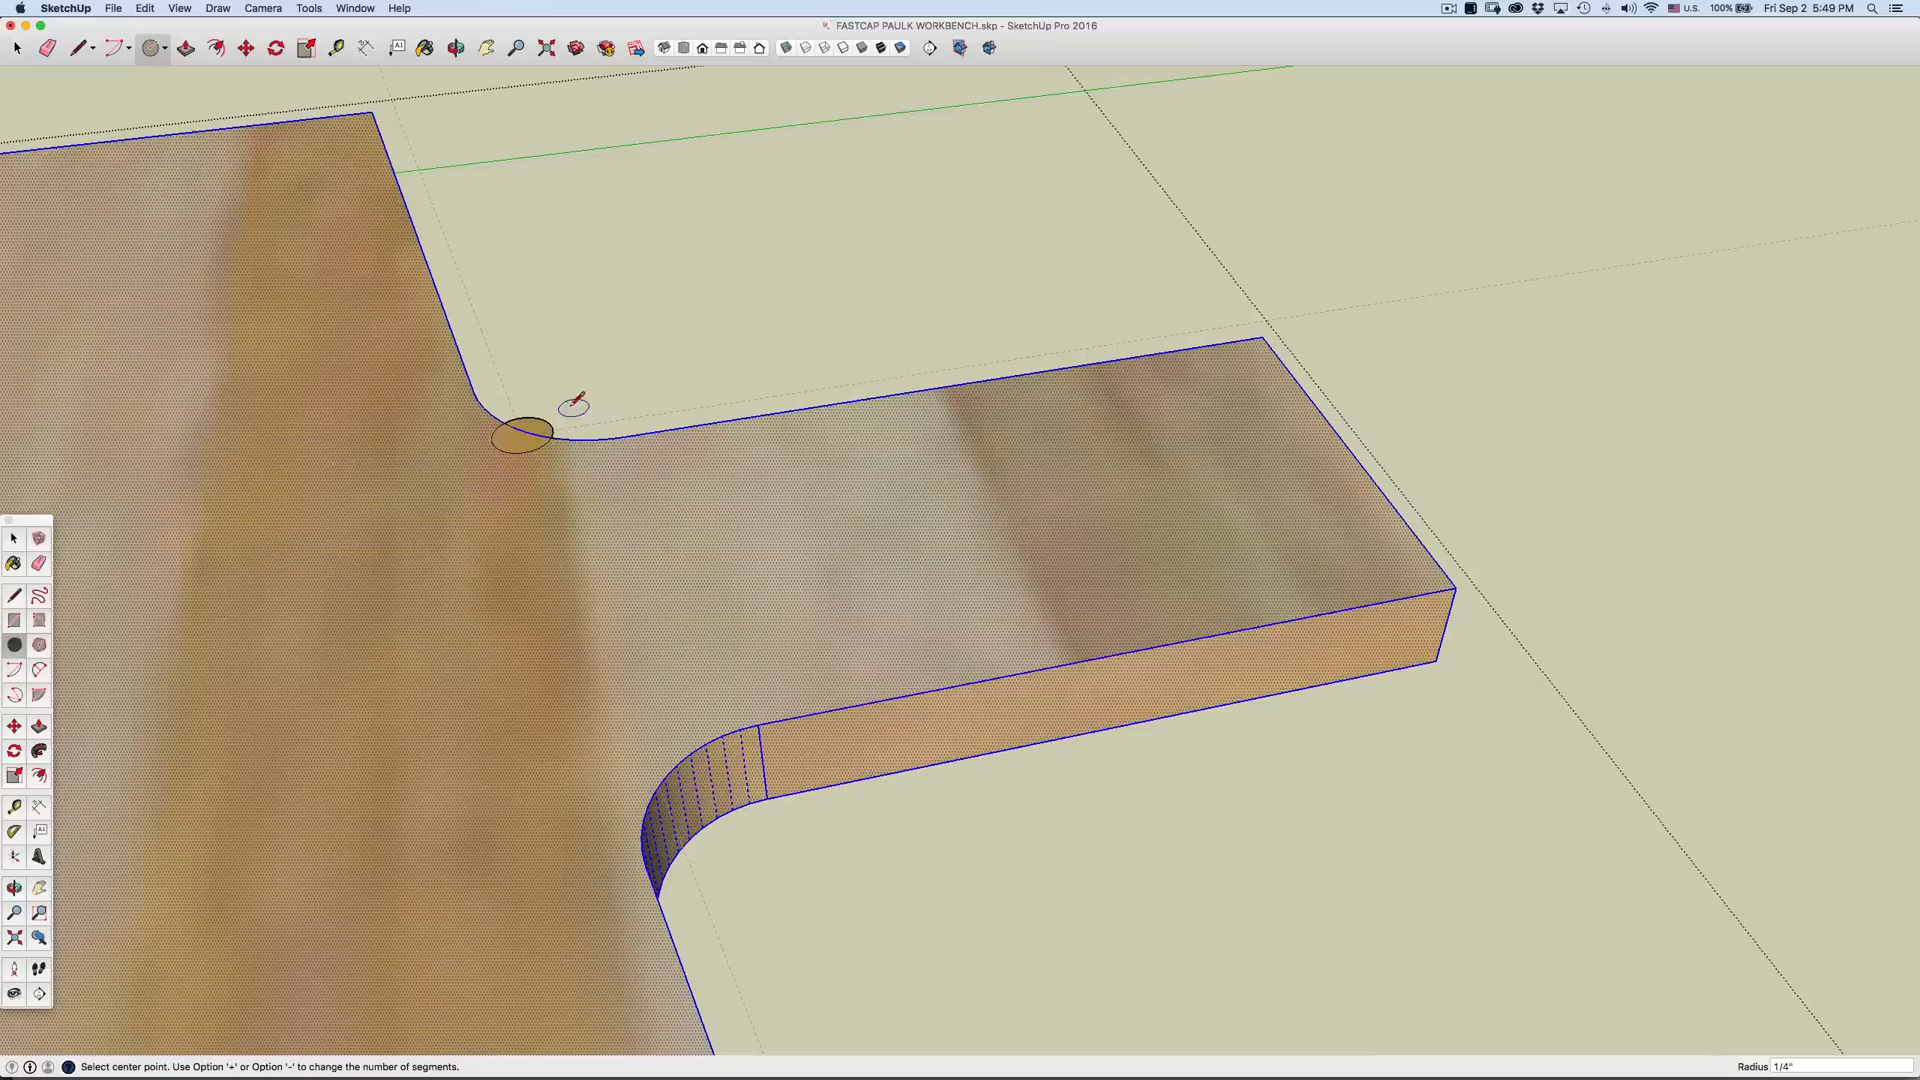 SketchUp File Edit View Draw Camera Tools Window Help
U.S. 100% Fri Sep 2 5:49 PM
FASTCAP PAULK WORKBENCH.skp - SketchUp Pro 2016
A1
A1
Select center point. Use Option '+' or Option '-' to change the number of segments.
Radius 1/4"